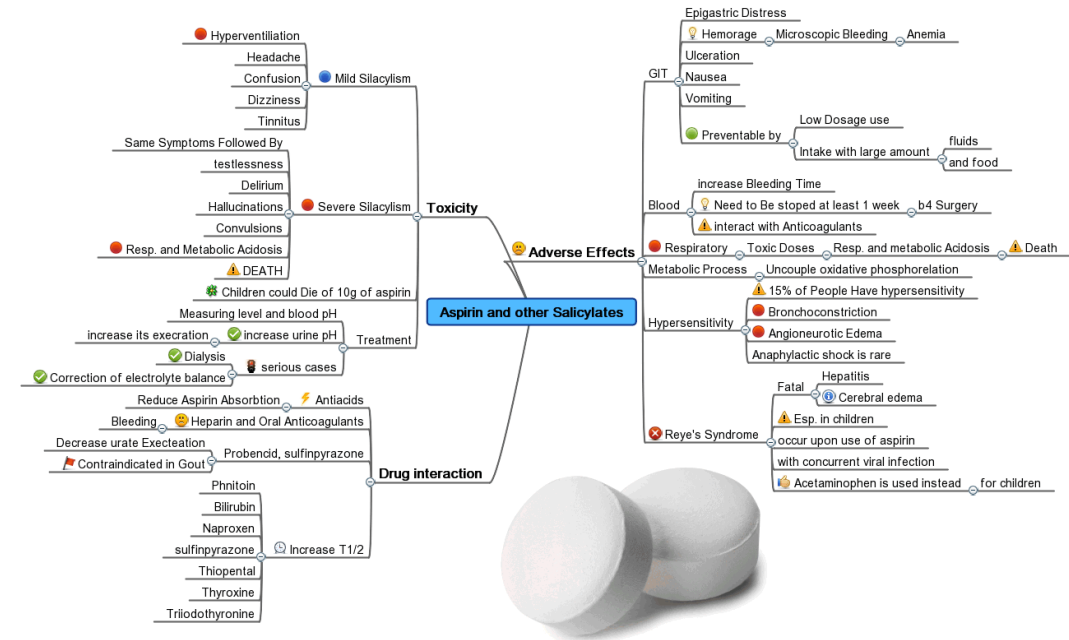 Aspirin and other Salicylates
Toxicity
Mild Silacylism
Hyperventiliation
Headache
Confusion
Dizziness
Tinnitus
Severe Silacylism
Same Symptoms Followed By
testlessness
Delirium
Hallucinations
Convulsions
Resp. and Metabolic Acidosis
DEATH
Children could Die of 10g of aspirin
Treatment
Measuring level and blood pH
increase urine pH
increase its execration
serious cases
Dialysis
Correction of electrolyte balance
Drug interaction
Antiacids
Reduce Aspirin Absorbtion
Heparin and Oral Anticoagulants
Bleeding
Probencid, sulfinpyrazone
Decrease urate Execteation
Contraindicated in Gout
Increase T1/2
Phnitoin
Bilirubin
Naproxen
sulfinpyrazone
Thiopental
Thyroxine
Triiodothyronine
Adverse Effects
GIT
Epigastric Distress
Hemorage
Microscopic Bleeding
Anemia
Ulceration
Nausea
Vomiting
Preventable by
Low Dosage use
Intake with large amount
fluids
and food
Blood
increase Bleeding Time
Need to Be stoped at least 1 week
b4 Surgery
interact with Anticoagulants
Respiratory
Toxic Doses
Resp. and metabolic Acidosis
Death
Metabolic Process
Uncouple oxidative phosphorelation
Hypersensitivity
15% of People Have hypersensitivity
Bronchoconstriction
Angioneurotic Edema
Anaphylactic shock is rare
Reye's Syndrome
Fatal
Hepatitis
Cerebral edema
Esp. in children
occur upon use of aspirin
with concurrent viral infection
Acetaminophen is used instead
for children